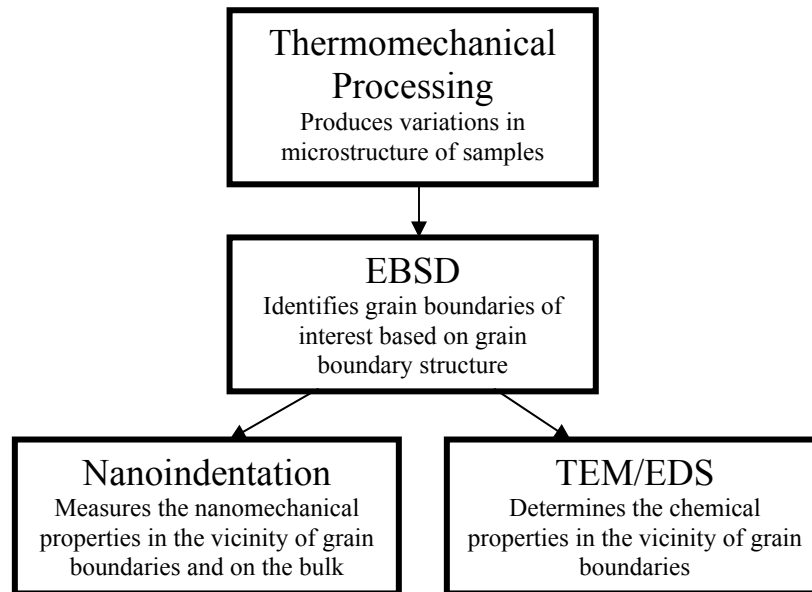 Thermomechanical
Processing
Produces variations in
microstructure of samples
EBSD
Identifies grain boundaries of
interest based on grain
boundary structure
Nanoindentation
Measures the nanomechanical
properties in the vicinity of grain
boundaries and on the bulk
TEM/EDS
Determines the chemical
properties in the vicinity of grain
boundaries